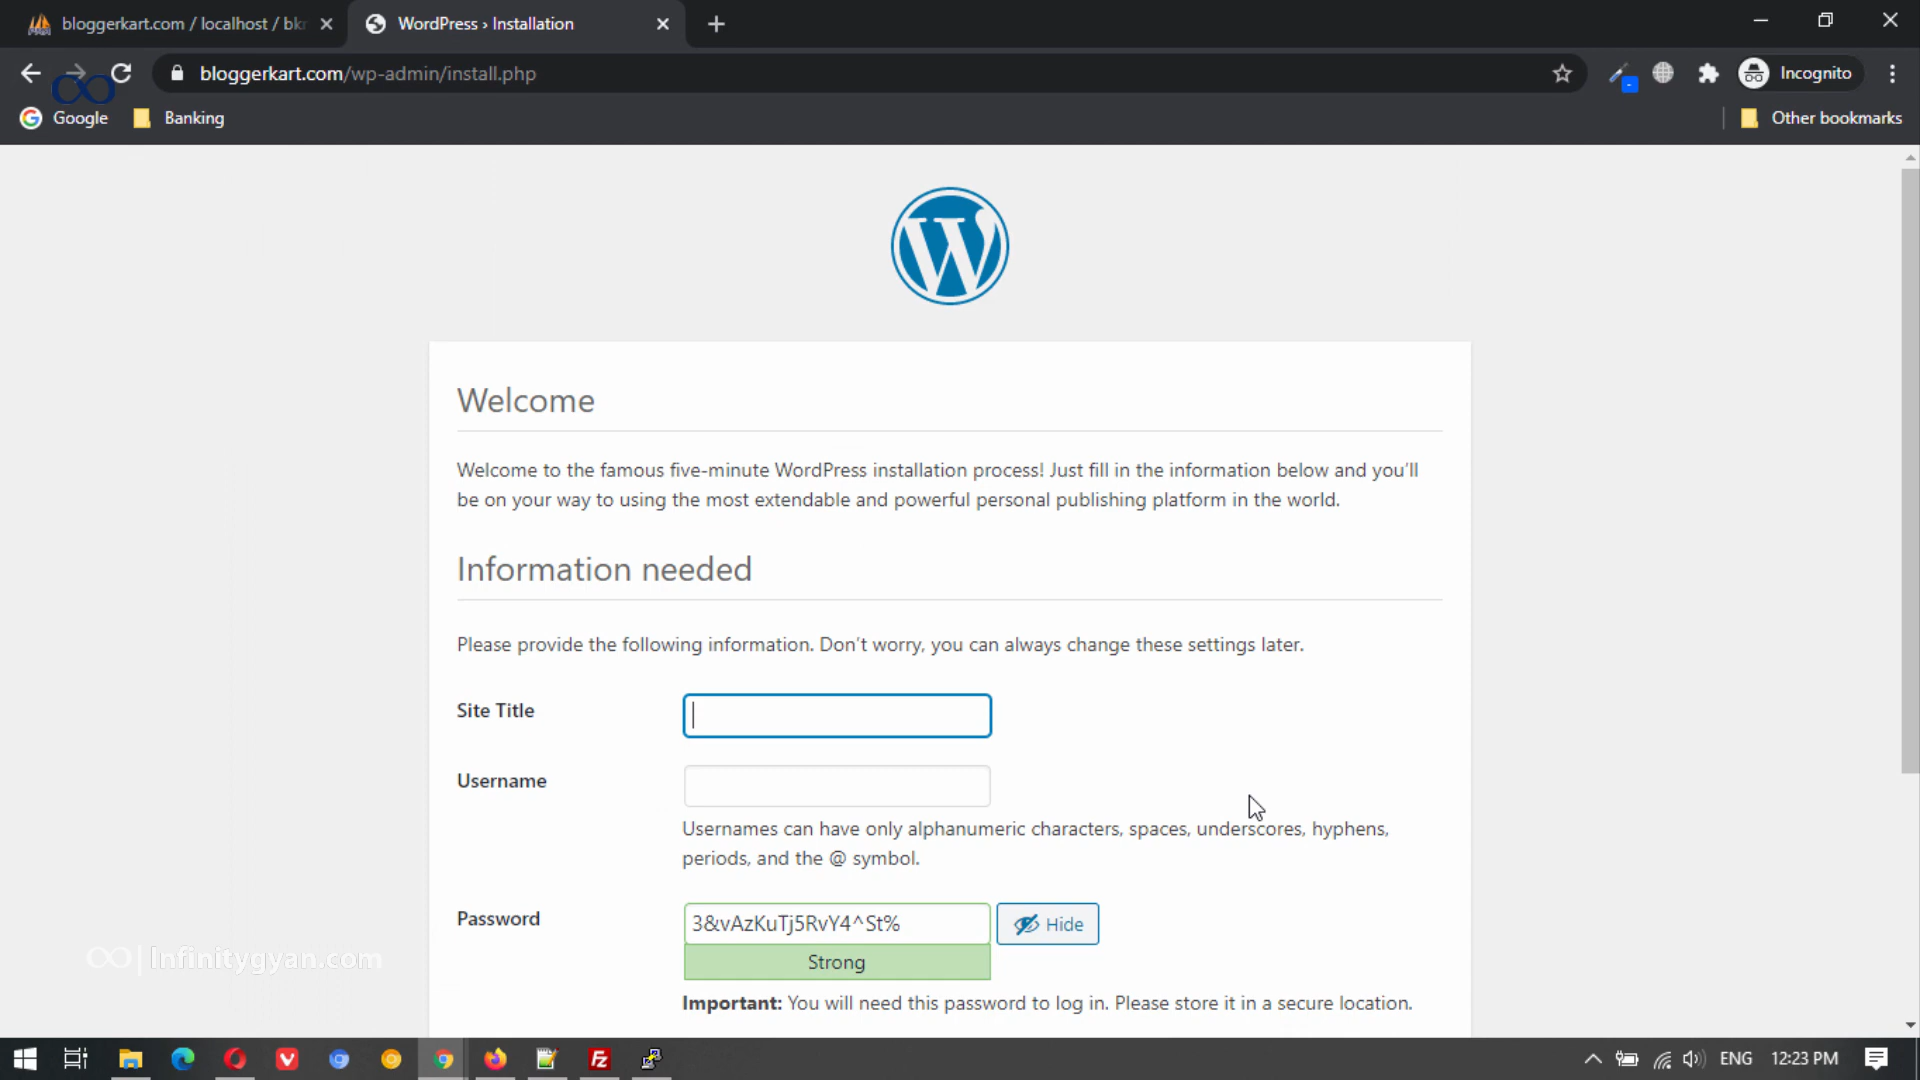 bloggerkart.com / localhost / bkr
WordPress › Installation
bloggerkart.com/wp-admin/install.php
Incognito
Google
Banking
Other bookmarks
Welcome
Welcome to the famous five-minute WordPress installation process! Just fill in the information below and you’ll
be on your way to using the most extendable and powerful personal publishing platform in the world.
Information needed
Please provide the following information. Don’t worry, you can always change these settings later.
Site Title
Username
Usernames can have only alphanumeric characters, spaces, underscores, hyphens,
periods, and the @ symbol.
Password
3&vAzKuTj5RvY4^St%
Hide
Strong
Important: You will need this password to log in. Please store it in a secure location.
Infinitygyan.com
ENG
12:23 PM